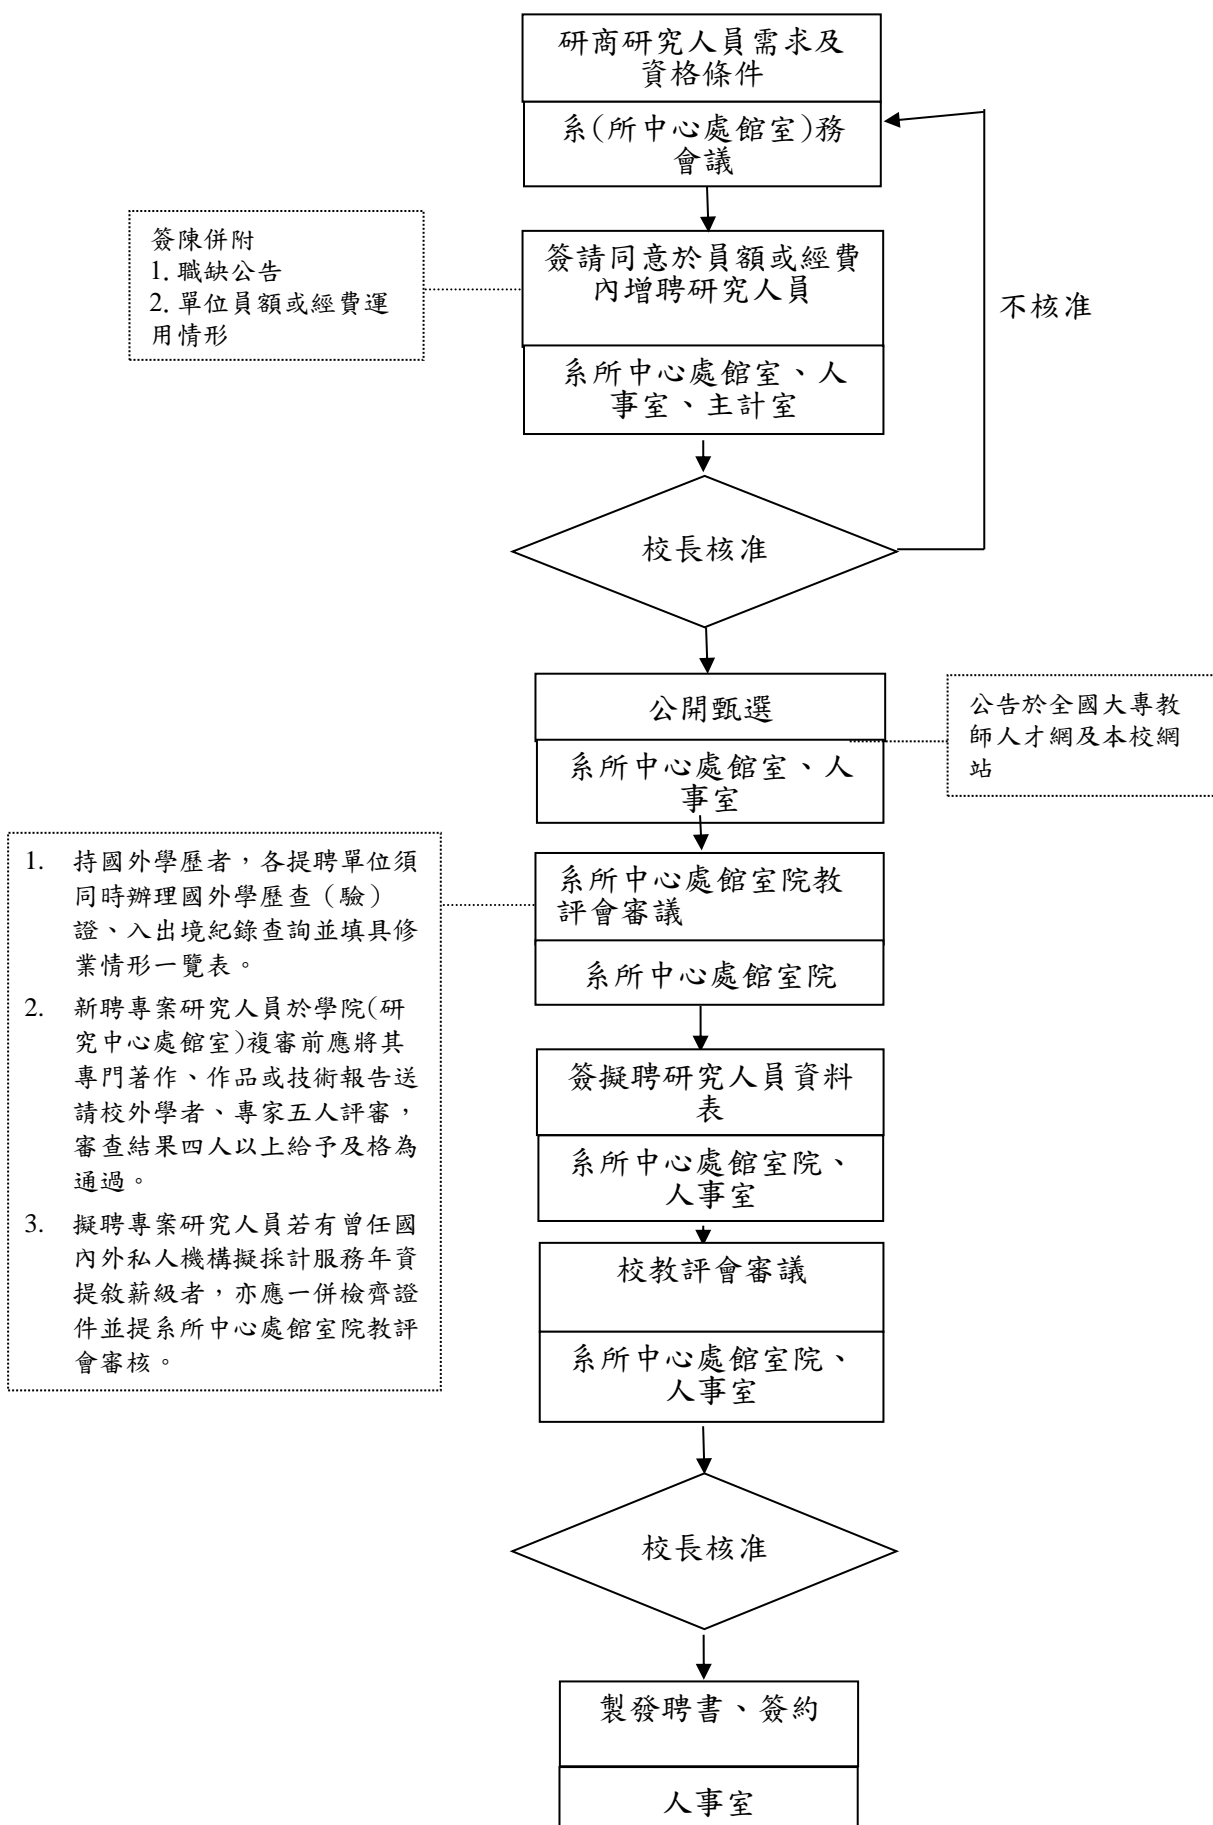 研商研究人員需求及
資格條件
系(所中心處館室)務
會議
簽陳併附
1. 職缺公告
2. 單位員額或經費運
用情形
簽請同意於員額或經費
內增聘研究人員
不核准
系所中心處館室、人
事室、主計室
校長核准
公開甄選
系所中心處館室、人
事室
公告於全國大專教
師人才網及本校網
站
1. 持國外學歷者，各提聘單位須
同時辦理國外學歷查（驗）
證、入出境紀錄查詢並填具修
業情形一覽表。
2. 新聘專案研究人員於學院(研
究中心處館室)複審前應將其
專門著作、作品或技術報告送
請校外學者、專家五人評審，
審查結果四人以上給予及格為
通過。
3. 擬聘專案研究人員若有曾任國
內外私人機構擬採計服務年資
提敘薪級者，亦應一併檢齊證
件並提系所中心處館室院教評
會審核。
系所中心處館室院教
評會審議
系所中心處館室院
簽擬聘研究人員資料
表
系所中心處館室院、
人事室
校教評會審議
系所中心處館室院、
人事室
校長核准
製發聘書、簽約
人事室